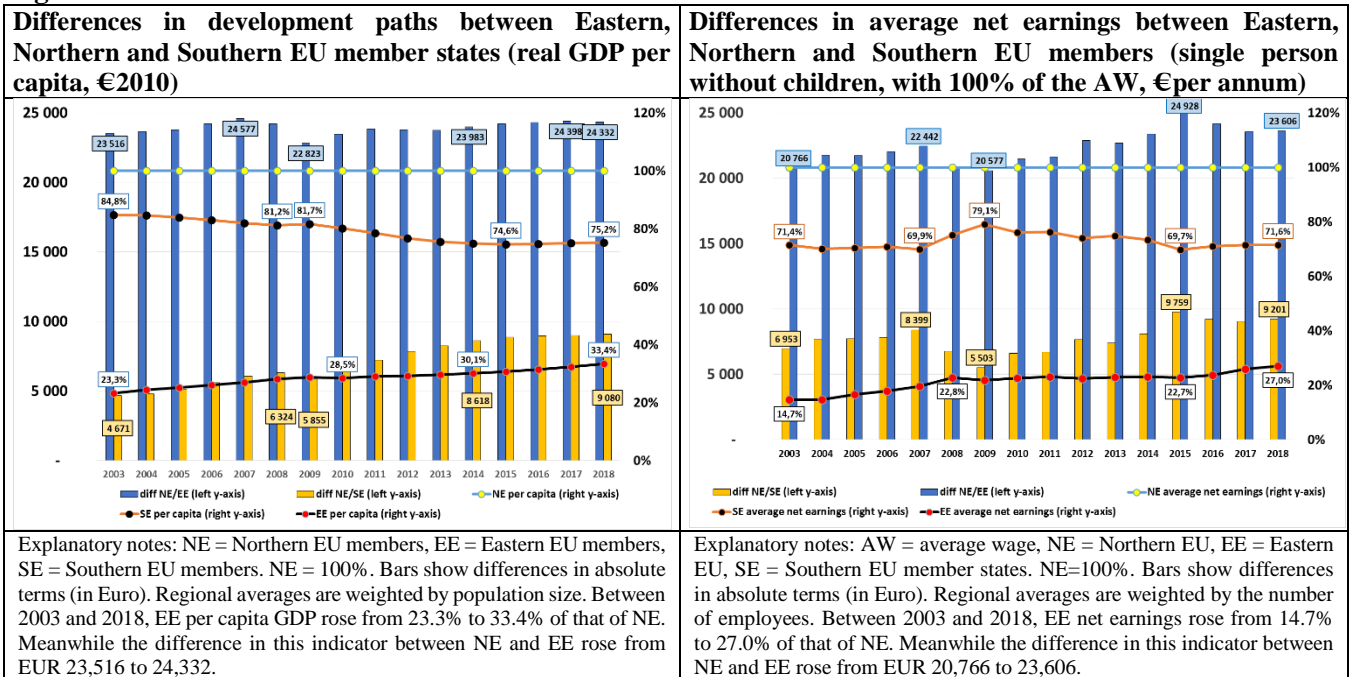 Differences in development paths between Eastern,
Northern and Southern EU member states (real GDP per
capita, €2010)
25 000
20 000
15 000
10 000
5 000
-
120%
100%
80%
60%
40%
20%
0%
23 516
24 577
22 823
23 983
24 398
24 332
84,8%
81,2%
81,7%
74,6%
75,2%
23,3%
28,5%
30,1%
33,4%
4 671
6 324
5 855
8 618
9 080
2003 2004 2005 2006 2007 2008 2009 2010 2011 2012 2013 2014 2015 2016 2017 2018
diff NE/EE (left y-axis) diff NE/SE (left y-axis) NE per capita (right y-axis)
SE per capita (right y-axis) EE per capita (right y-axis)
Explanatory notes: NE = Northern EU members, EE = Eastern EU members,
SE = Southern EU members. NE = 100%. Bars show differences in absolute
terms (in Euro). Regional averages are weighted by population size. Between
2003 and 2018, EE per capita GDP rose from 23.3% to 33.4% of that of NE.
Meanwhile the difference in this indicator between NE and EE rose from
EUR 23,516 to 24,332.
Differences in average net earnings between Eastern,
Northern and Southern EU members (single person
without children, with 100% of the AW, €per annum)
25 000
20 000
15 000
10 000
5 000
-
120%
100%
80%
60%
40%
20%
0%
20 766
22 442
20 577
24 928
23 606
71,4%
69,9%
79,1%
69,7%
71,6%
6 953
8 399
5 503
9 759
9 201
14,7%
22,8%
22,7%
27,0%
2003 2004 2005 2006 2007 2008 2009 2010 2011 2012 2013 2014 2015 2016 2017 2018
diff NE/SE (left y-axis) diff NE/EE (left y-axis) NE average net earnings (right y-axis)
SE average net earnings (right y-axis) EE average net earnings (right y-axis)
Explanatory notes: AW = average wage, NE = Northern EU, EE = Eastern
EU, SE = Southern EU member states. NE=100%. Bars show differences
in absolute terms (in Euro). Regional averages are weighted by the number
of employees. Between 2003 and 2018, EE net earnings rose from 14.7%
to 27.0% of that of NE. Meanwhile the difference in this indicator between
NE and EE rose from EUR 20,766 to 23,606.